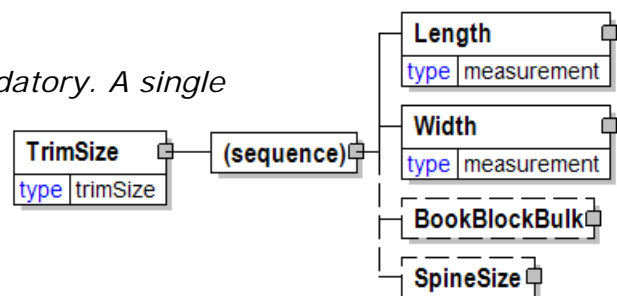 datory. A single
TrimSize
type trimSize
(sequence)
Length
type measurement
Width
type measurement
BookBlockBulk
SpineSize